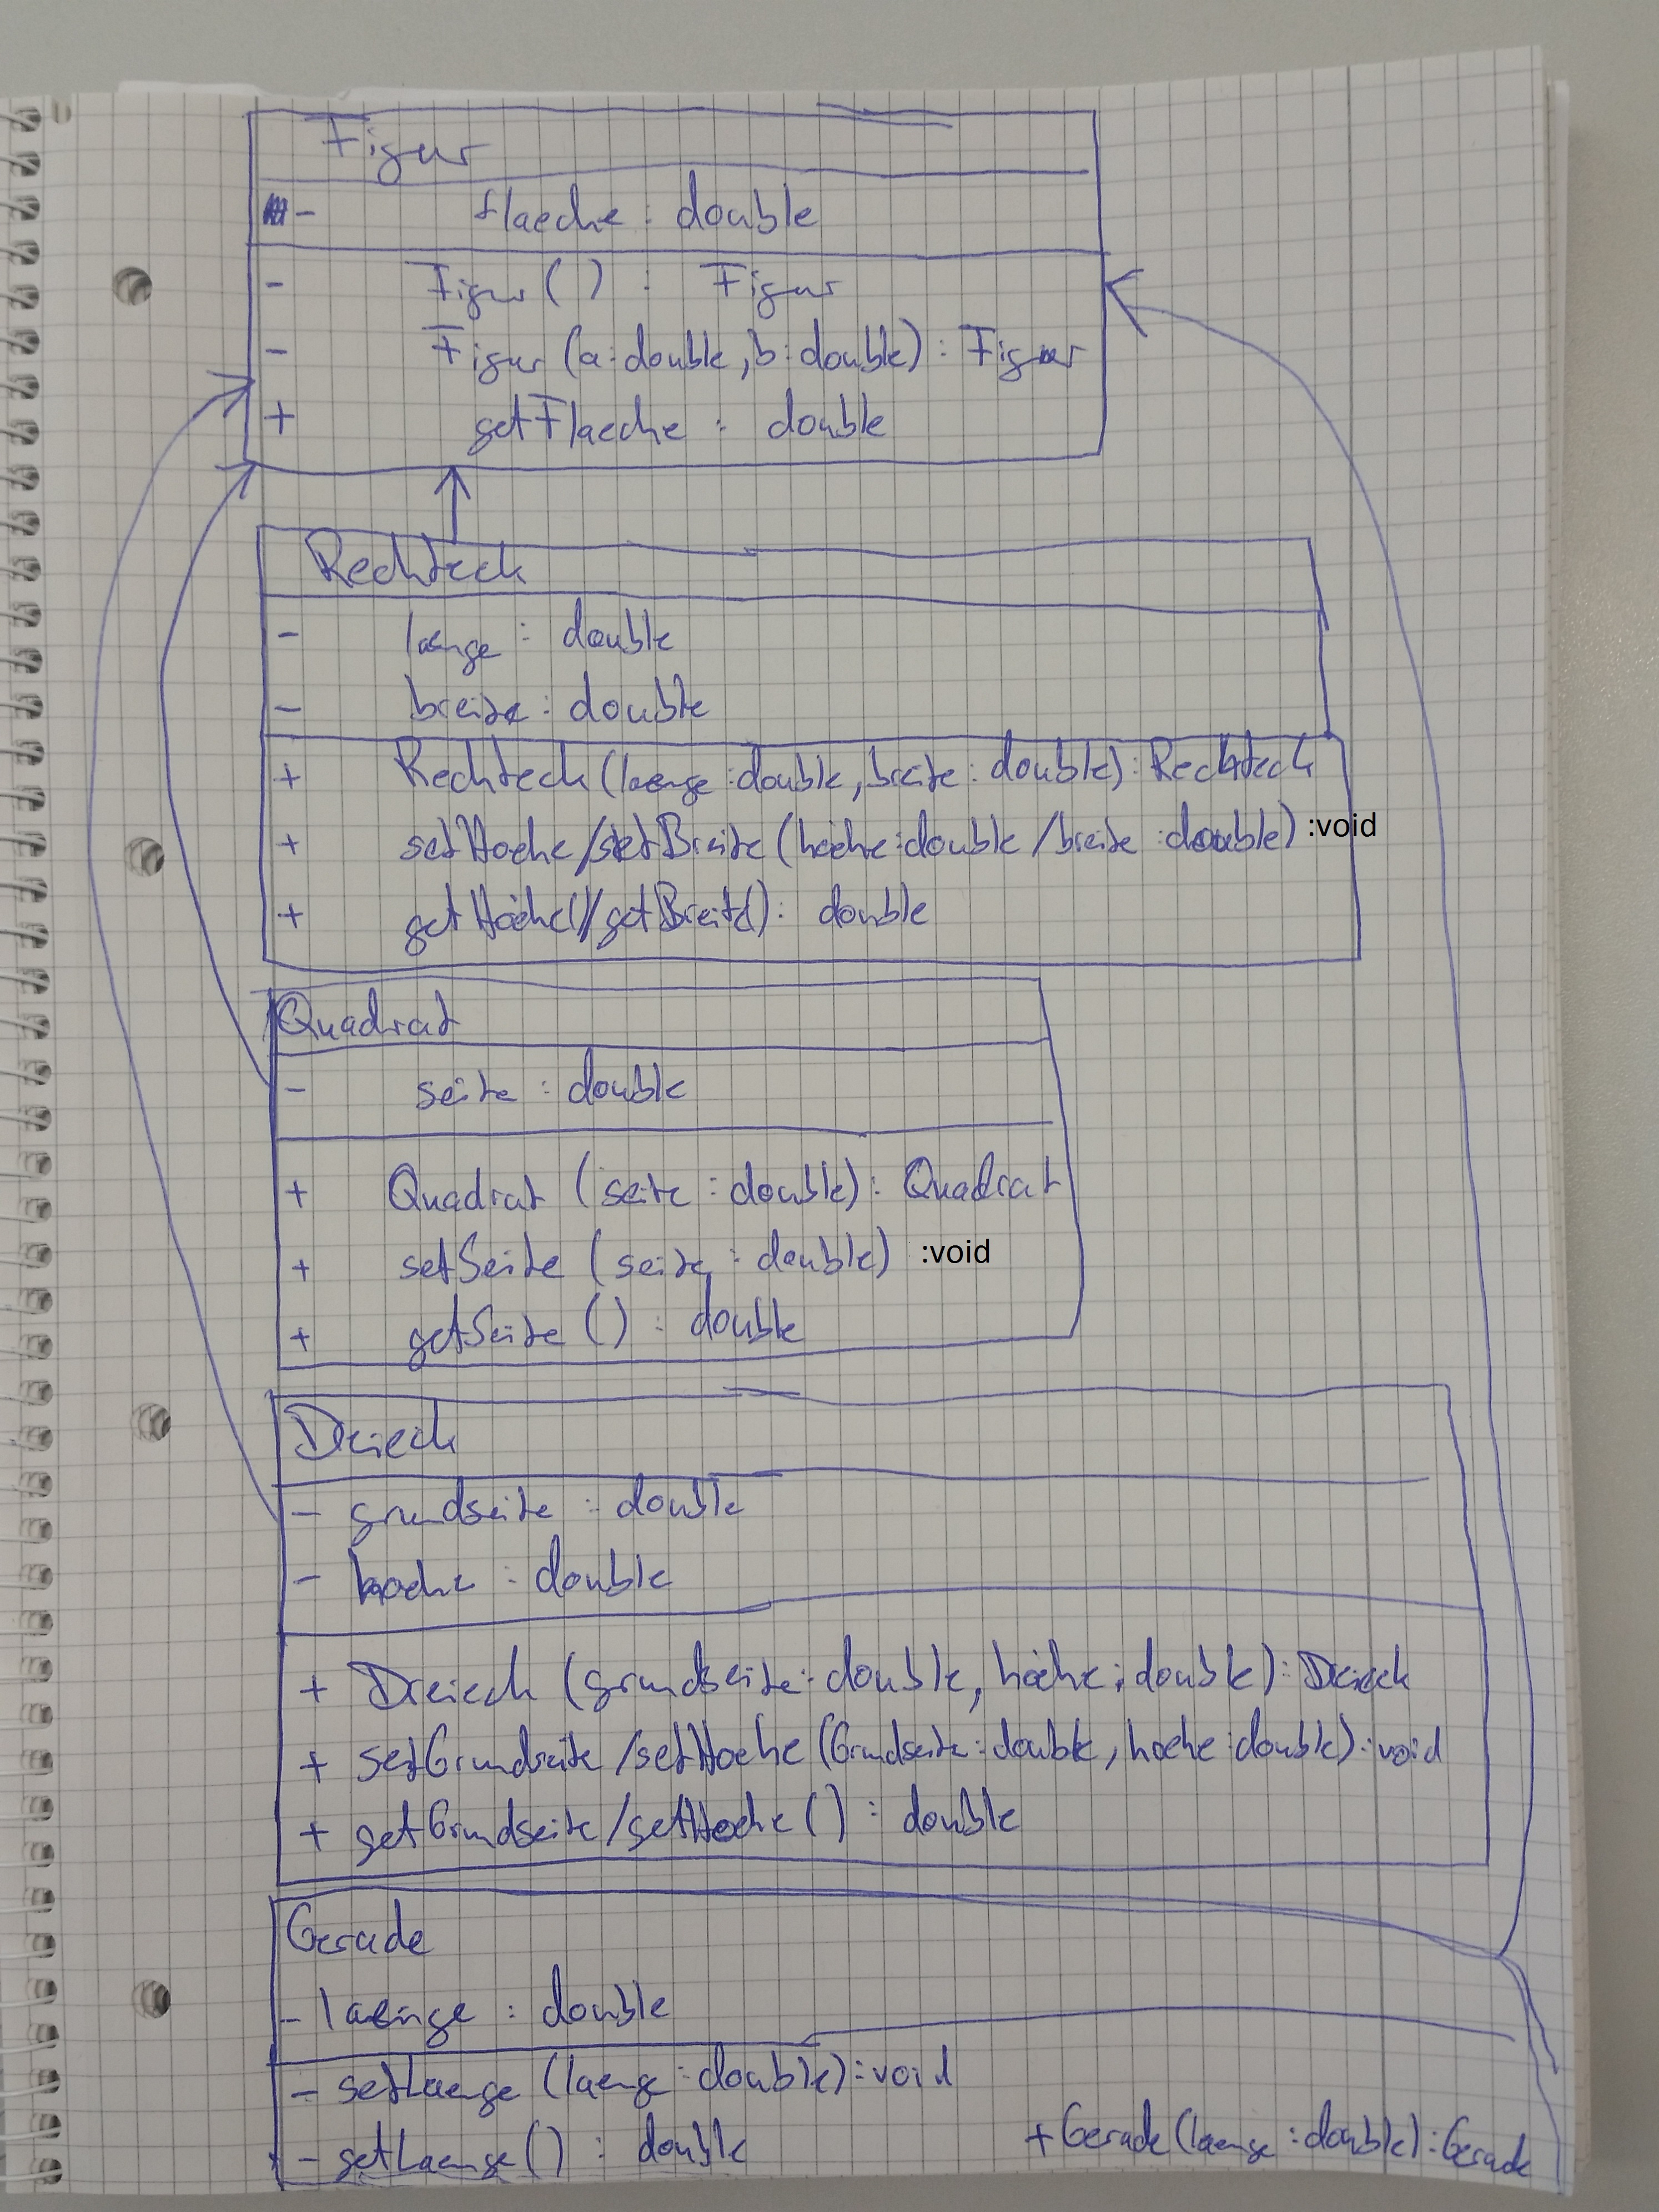 Figur
- flaeche : double
- Figur () : Figur
- Figur (a : double, b : double) : Figur
+ getFlaeche : double
Rechteck
- laenge : double
- breite : double
+ Rechteck (laenge : double, breite : double) : Rechteck
+ setHoehe/setBreite (hoehe : double / breite : double) :void
+ getHoehe()/getBreite() : double
Quadrat
- seite : double
+ Quadrat (seite : double) : Quadrat
+ setSeite (seite : double) :void
+ getSeite () : double
Dreieck
- grundseite : double
- hoehe : double
+ Dreieck (grundseite : double, hoehe : double) : Dreieck
+ setGrundseite/setHoehe (Grundseite : double, hoehe : double) : void
+ getGrundseite/getHoehe () : double
Gerade
- laenge : double
- setLaenge (laenge : double) : void
- getLaenge () : double
+ Gerade (laenge : double) : Gerade